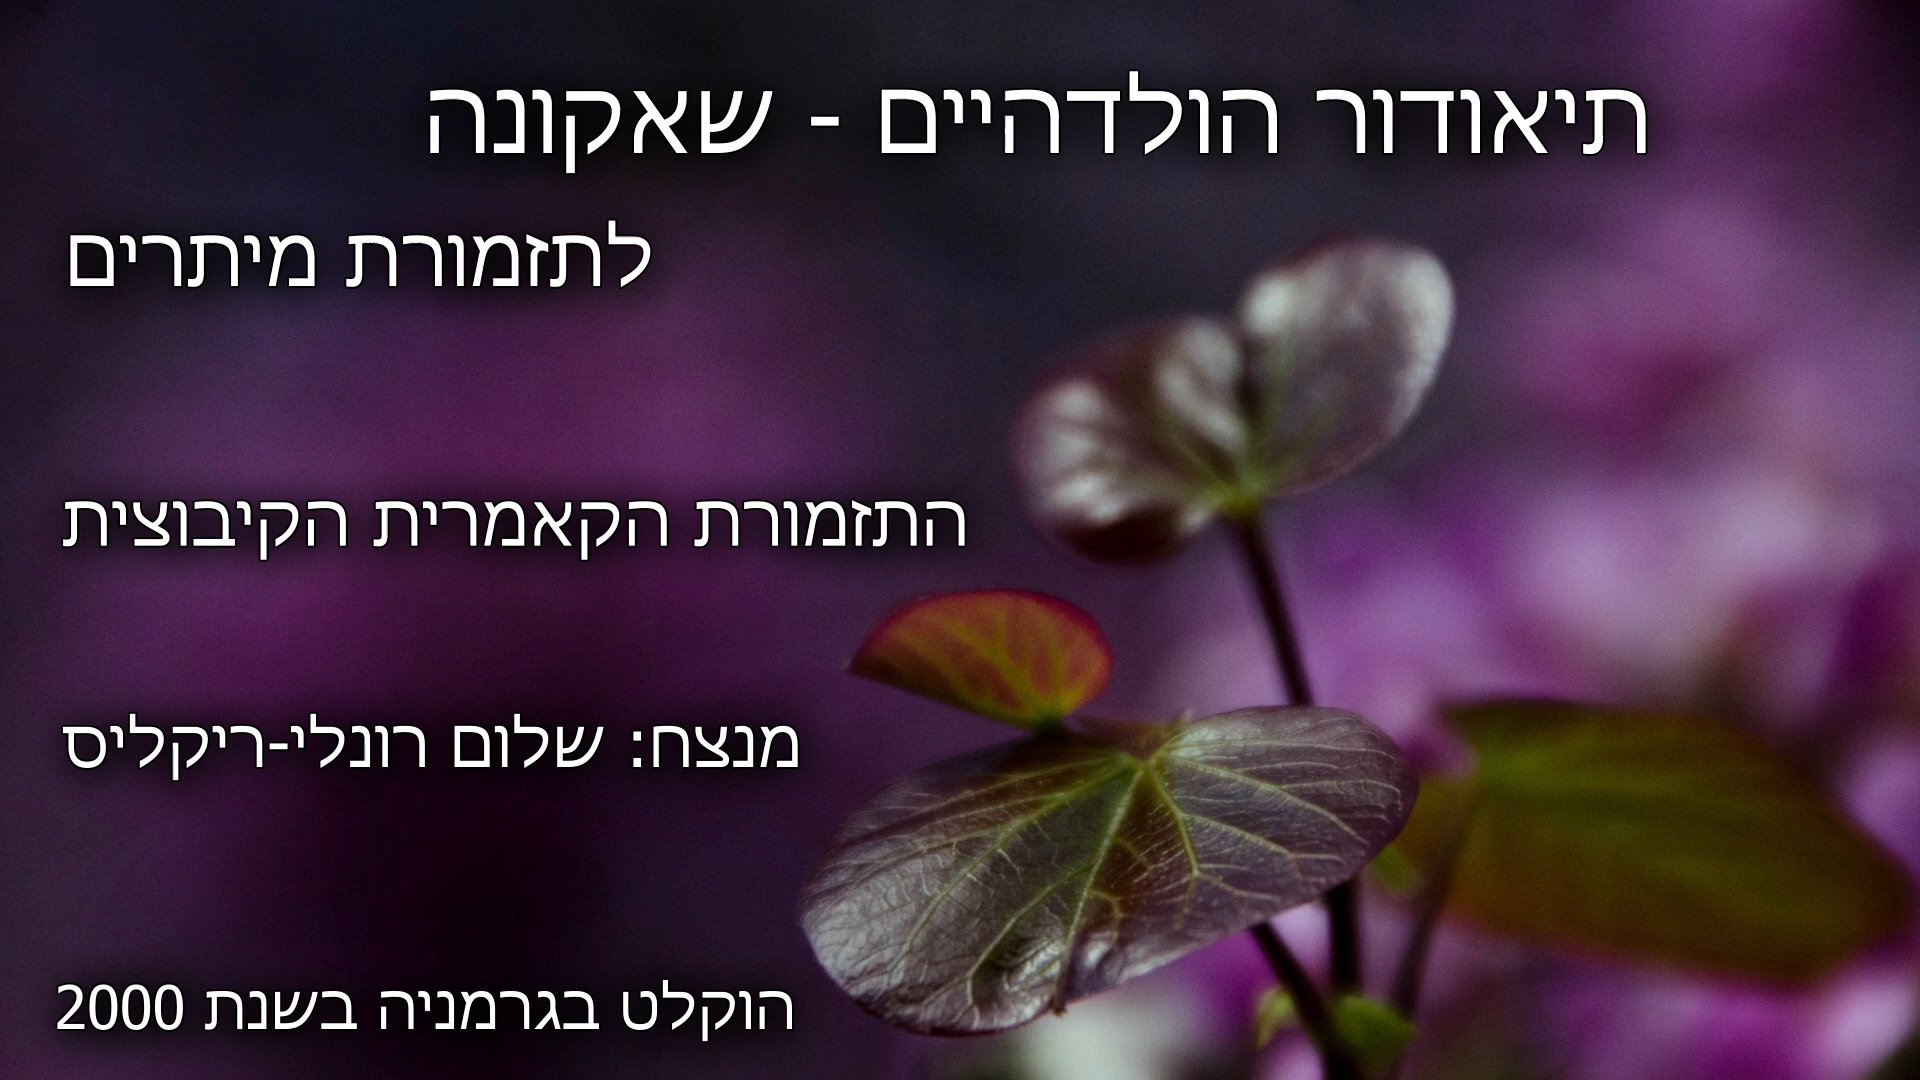 תיאודור הולדהיים - שאקונה
לתזמורת מיתרים
התזמורת הקאמרית הקיבוצית
מנצח: שלום רונלי-ריקליס
הוקלט בגרמניה בשנת 2000